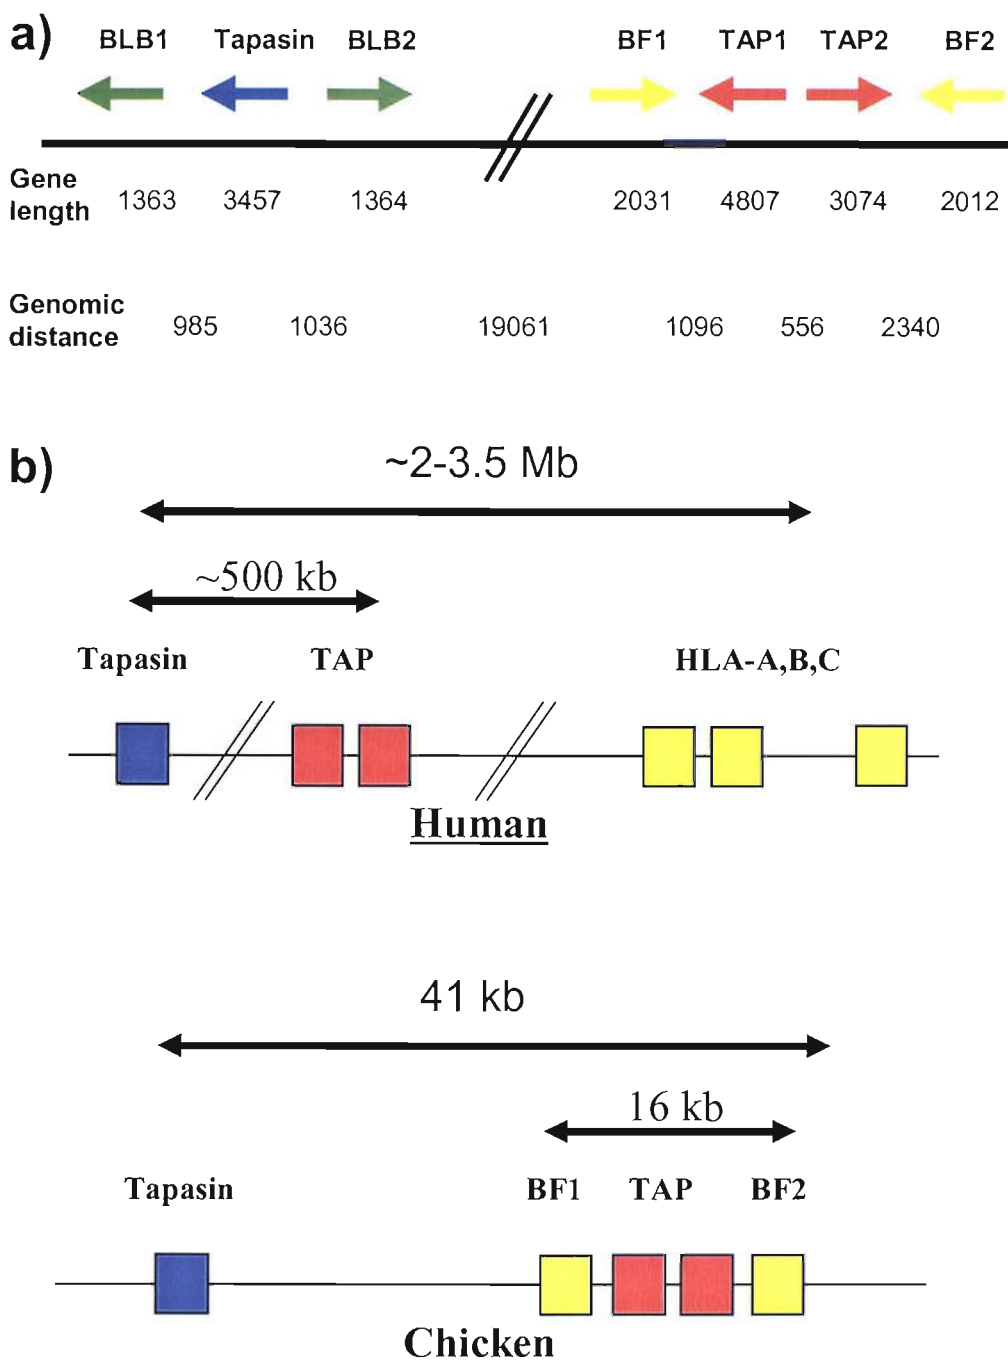 a)
BLB1 Tapasin BLB2 BF1 TAP1 TAP2 BF2
Gene
length 1363 3457 1364 2031 4807 3074 2012
Genomic
distance 985 1036 19061 1096 556 2340
b)
~2-3.5 Mb
~500 kb
Tapasin TAP HLA-A,B,C
Human
41 kb
16 kb
Tapasin BF1 TAP BF2
Chicken